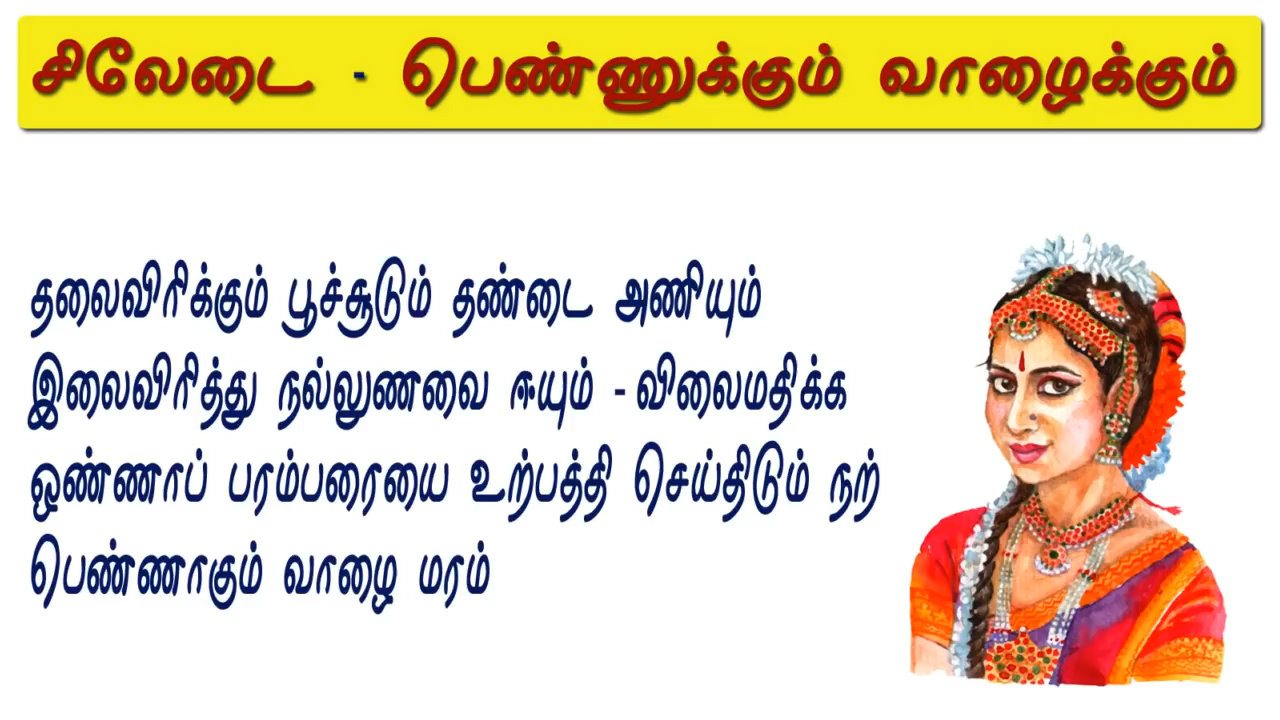 சிலேடை - பெண்ணுக்கும் வாழைக்கும்
தலைவிரிக்கும் பூச்சூடும் தண்டை அணியும்
இலைவிரித்து நல்லுணவை ஈயும் - விலைமதிக்க
ஒண்ணாப் பரம்பரையை உற்பத்தி செய்திடும் நற்
பெண்ணாகும் வாழை மரம்